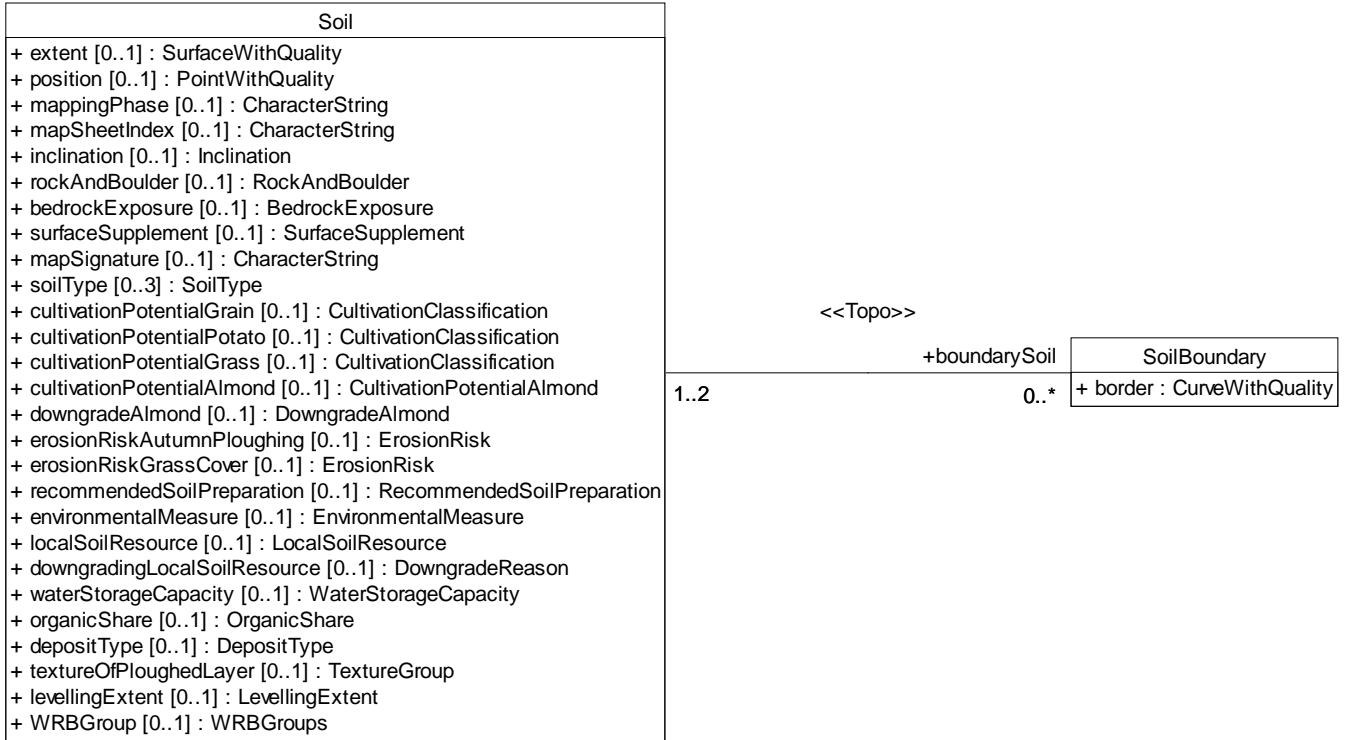 Soil
+ extent [0..1] : SurfaceWithQuality
+ position [0..1] : PointWithQuality
+ mappingPhase [0..1] : CharacterString
+ mapSheetIndex [0..1] : CharacterString
+ inclination [0..1] : Inclination
+ rockAndBoulder [0..1] : RockAndBoulder
+ bedrockExposure [0..1] : BedrockExposure
+ surfaceSupplement [0..1] : SurfaceSupplement
+ mapSignature [0..1] : CharacterString
+ soilType [0..3] : SoilType
+ cultivationPotentialGrain [0..1] : CultivationClassification
+ cultivationPotentialPotato [0..1] : CultivationClassification
+ cultivationPotentialGrass [0..1] : CultivationClassification
+ cultivationPotentialAlmond [0..1] : CultivationPotentialAlmond
+ downgradeAlmond [0..1] : DowngradeAlmond
+ erosionRiskAutumnPloughing [0..1] : ErosionRisk
+ erosionRiskGrassCover [0..1] : ErosionRisk
+ recommendedSoilPreparation [0..1] : RecommendedSoilPreparation
+ environmentalMeasure [0..1] : EnvironmentalMeasure
+ localSoilResource [0..1] : LocalSoilResource
+ downgradingLocalSoilResource [0..1] : DowngradeReason
+ waterStorageCapacity [0..1] : WaterStorageCapacity
+ organicShare [0..1] : OrganicShare
+ depositType [0..1] : DepositType
+ textureOfPloughedLayer [0..1] : TextureGroup
+ levellingExtent [0..1] : LevellingExtent
+ WRBGroup [0..1] : WRBGroups
<<Topo>>
+boundarySoil
1..2
0..*
SoilBoundary
+ border : CurveWithQuality